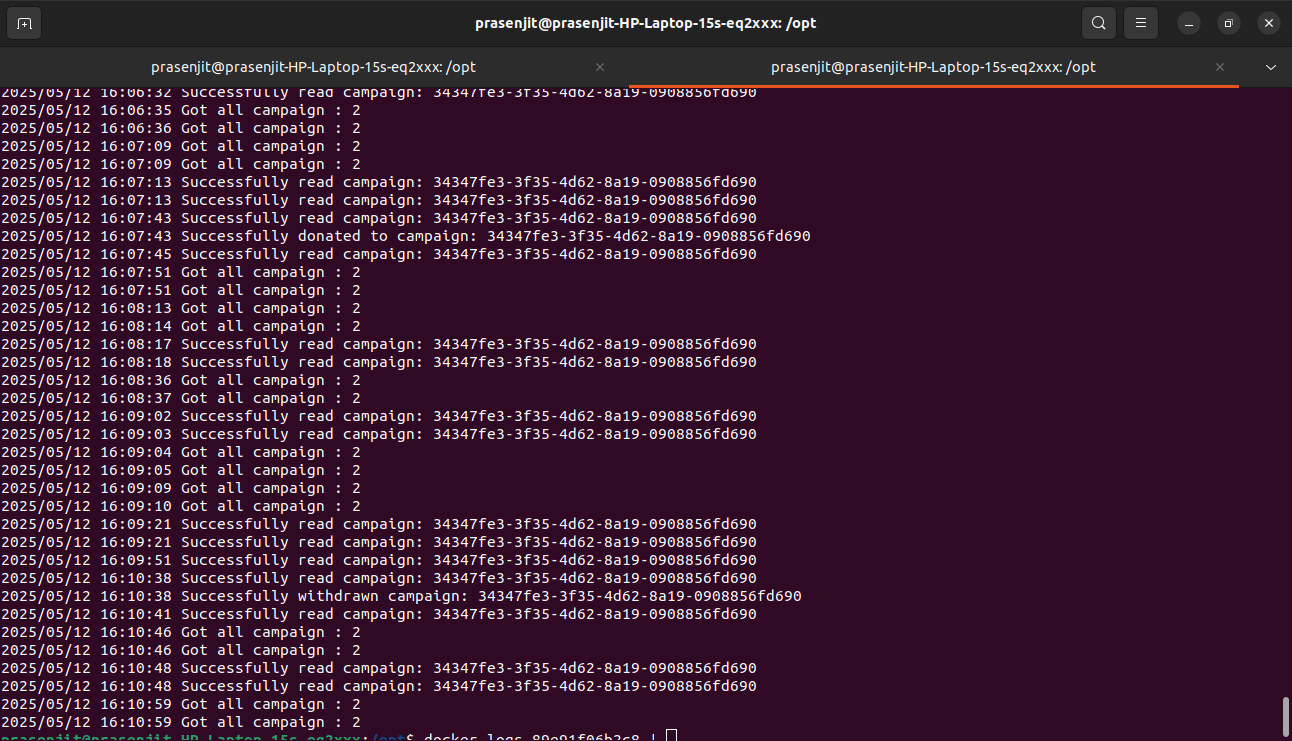 prasenjit@prasenjit-HP-Laptop-15s-eq2xxx: /opt
prasenjit@prasenjit-HP-Laptop-15s-eq2xxx: /opt
prasenjit@prasenjit-HP-Laptop-15s-eq2xxx: /opt
2025/05/12 16:06:32 Successfully read campaign: 34347fe3-3f35-4d62-8a19-0908856fd690
2025/05/12 16:06:35 Got all campaign : 2
2025/05/12 16:06:36 Got all campaign : 2
2025/05/12 16:07:09 Got all campaign : 2
2025/05/12 16:07:09 Got all campaign : 2
2025/05/12 16:07:13 Successfully read campaign: 34347fe3-3f35-4d62-8a19-0908856fd690
2025/05/12 16:07:13 Successfully read campaign: 34347fe3-3f35-4d62-8a19-0908856fd690
2025/05/12 16:07:43 Successfully read campaign: 34347fe3-3f35-4d62-8a19-0908856fd690
2025/05/12 16:07:43 Successfully donated to campaign: 34347fe3-3f35-4d62-8a19-0908856fd690
2025/05/12 16:07:45 Successfully read campaign: 34347fe3-3f35-4d62-8a19-0908856fd690
2025/05/12 16:07:51 Got all campaign : 2
2025/05/12 16:07:51 Got all campaign : 2
2025/05/12 16:08:13 Got all campaign : 2
2025/05/12 16:08:14 Got all campaign : 2
2025/05/12 16:08:17 Successfully read campaign: 34347fe3-3f35-4d62-8a19-0908856fd690
2025/05/12 16:08:18 Successfully read campaign: 34347fe3-3f35-4d62-8a19-0908856fd690
2025/05/12 16:08:36 Got all campaign : 2
2025/05/12 16:08:37 Got all campaign : 2
2025/05/12 16:09:02 Successfully read campaign: 34347fe3-3f35-4d62-8a19-0908856fd690
2025/05/12 16:09:03 Successfully read campaign: 34347fe3-3f35-4d62-8a19-0908856fd690
2025/05/12 16:09:04 Got all campaign : 2
2025/05/12 16:09:05 Got all campaign : 2
2025/05/12 16:09:09 Got all campaign : 2
2025/05/12 16:09:10 Got all campaign : 2
2025/05/12 16:09:21 Successfully read campaign: 34347fe3-3f35-4d62-8a19-0908856fd690
2025/05/12 16:09:21 Successfully read campaign: 34347fe3-3f35-4d62-8a19-0908856fd690
2025/05/12 16:09:51 Successfully read campaign: 34347fe3-3f35-4d62-8a19-0908856fd690
2025/05/12 16:10:38 Successfully read campaign: 34347fe3-3f35-4d62-8a19-0908856fd690
2025/05/12 16:10:38 Successfully withdrawn campaign: 34347fe3-3f35-4d62-8a19-0908856fd690
2025/05/12 16:10:41 Successfully read campaign: 34347fe3-3f35-4d62-8a19-0908856fd690
2025/05/12 16:10:46 Got all campaign : 2
2025/05/12 16:10:46 Got all campaign : 2
2025/05/12 16:10:48 Successfully read campaign: 34347fe3-3f35-4d62-8a19-0908856fd690
2025/05/12 16:10:48 Successfully read campaign: 34347fe3-3f35-4d62-8a19-0908856fd690
2025/05/12 16:10:59 Got all campaign : 2
2025/05/12 16:10:59 Got all campaign : 2
prasenjit@prasenjit-HP-Laptop-15s-eq2xxx:/opt$ docker logs